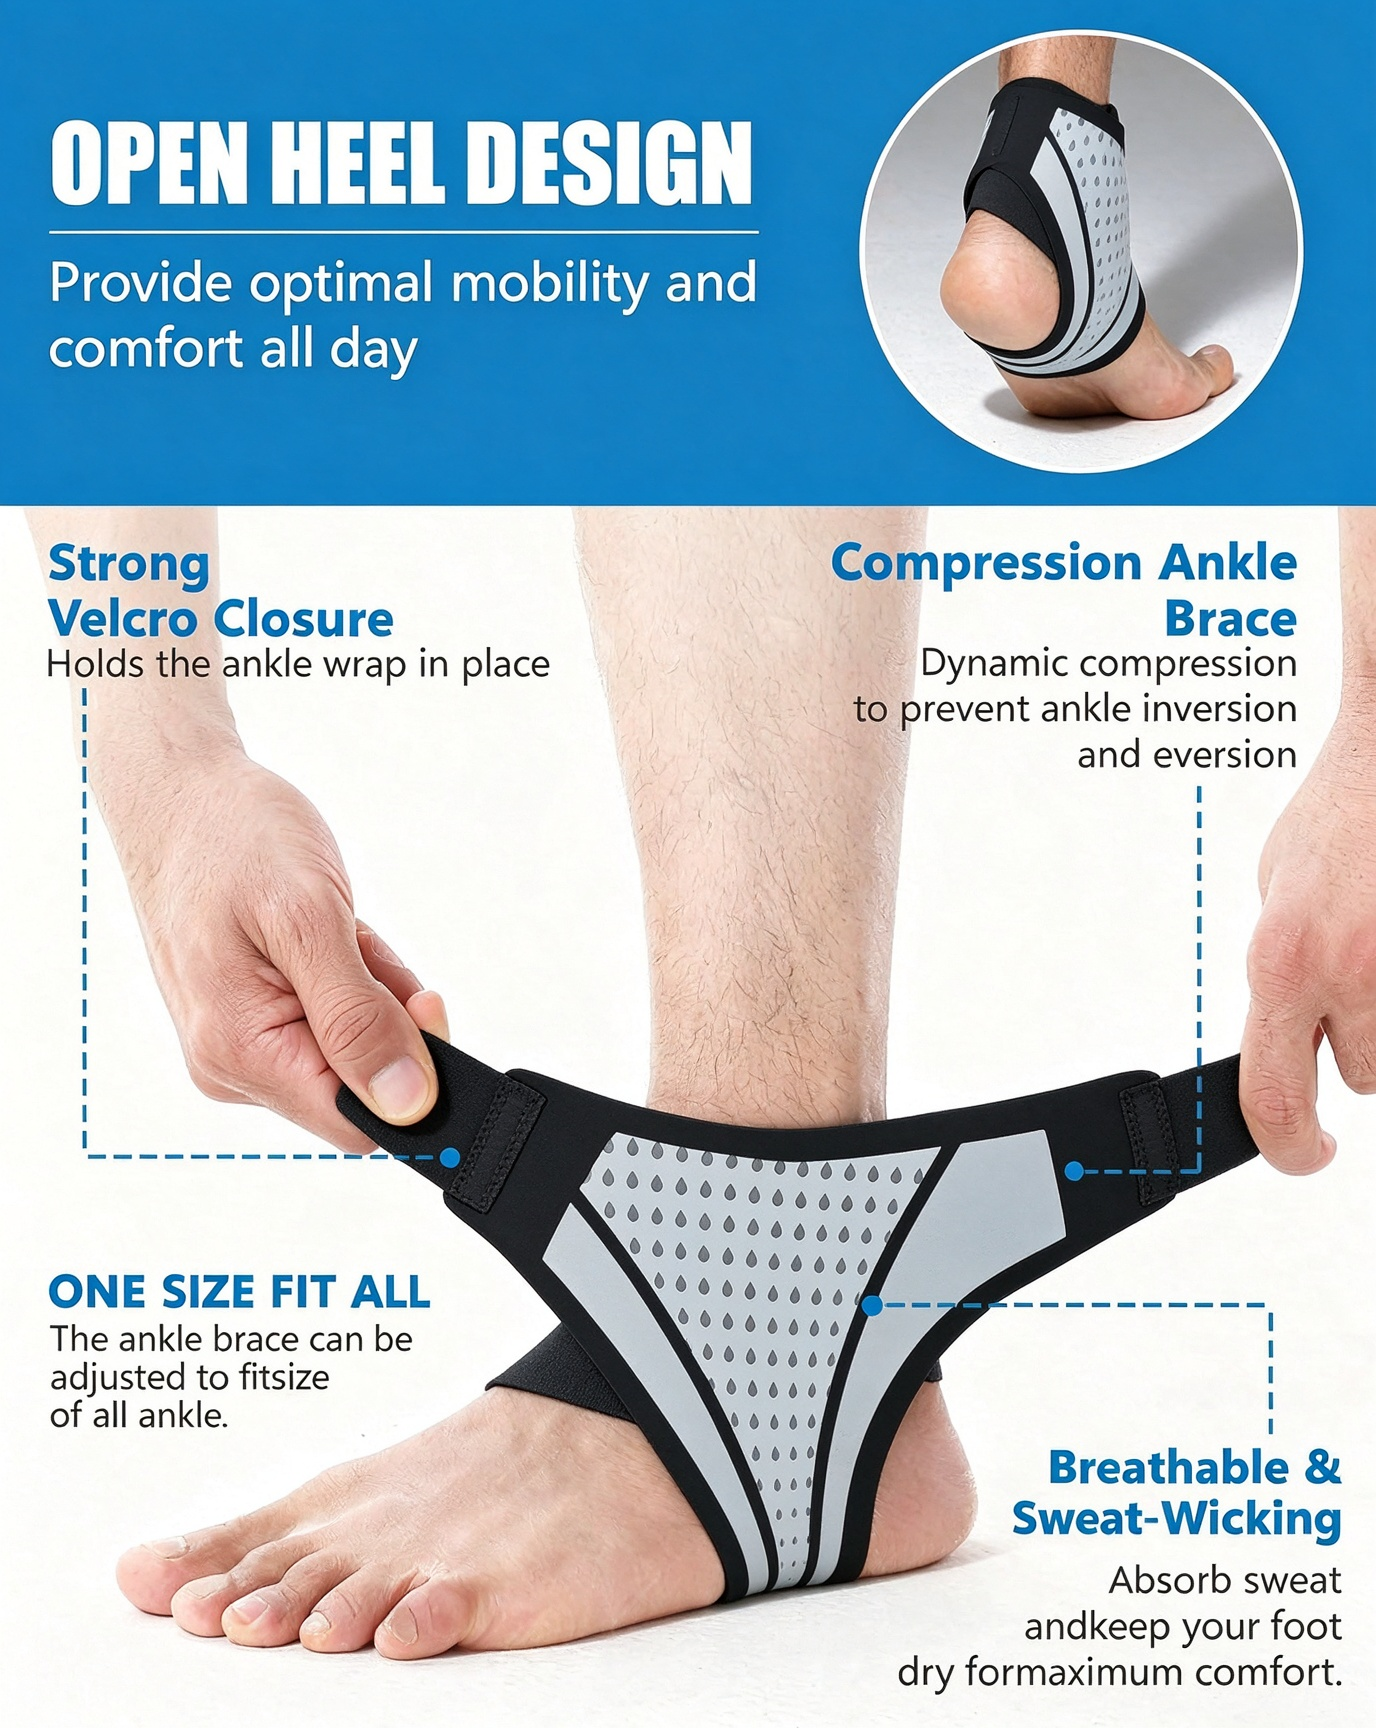 OPEN HEEL DESIGN
Provide optimal mobility and
comfort all day
Strong
Velcro Closure
Holds the ankle wrap in place
Compression Ankle
Brace
Dynamic compression
to prevent ankle inversion
and eversion
ONE SIZE FIT ALL
The ankle brace can be
adjusted to fitsize
of all ankle.
Breathable &
Sweat-Wicking
Absorb sweat
andkeep your foot
dry formaximum comfort.